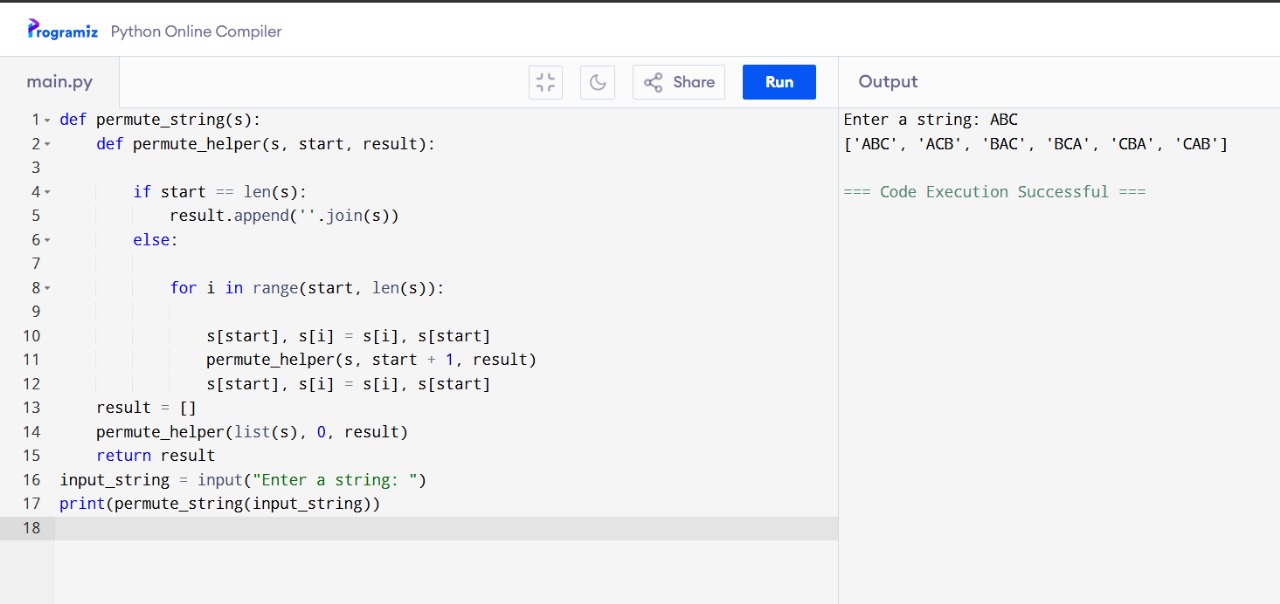 Programiz Python Online Compiler
main.py Share Run Output
1 def permute_string(s):
2     def permute_helper(s, start, result):
3
4         if start == len(s):
5             result.append(''.join(s))
6         else:
7
8             for i in range(start, len(s)):
9
10                 s[start], s[i] = s[i], s[start]
11                 permute_helper(s, start + 1, result)
12                 s[start], s[i] = s[i], s[start]
13     result = []
14     permute_helper(list(s), 0, result)
15     return result
16 input_string = input("Enter a string: ")
17 print(permute_string(input_string))
18
Enter a string: ABC
['ABC', 'ACB', 'BAC', 'BCA', 'CBA', 'CAB']
=== Code Execution Successful ===